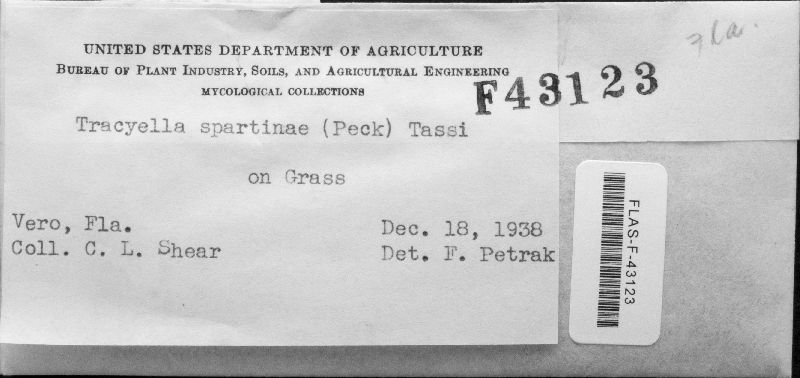 Fla.
UNITED STATES DEPARTMENT OF AGRICULTURE
BUREAU OF PLANT INDUSTRY, SOILS, AND AGRICULTURAL ENGINEERING
MYCOLOGICAL COLLECTIONS
F43123
Tracyella spartinae (Peck) Tassi
on Grass
Vero, Fla. Dec. 18, 1938
Coll. C. L. Shear Det. F. Petrak
FLAS-F-43123